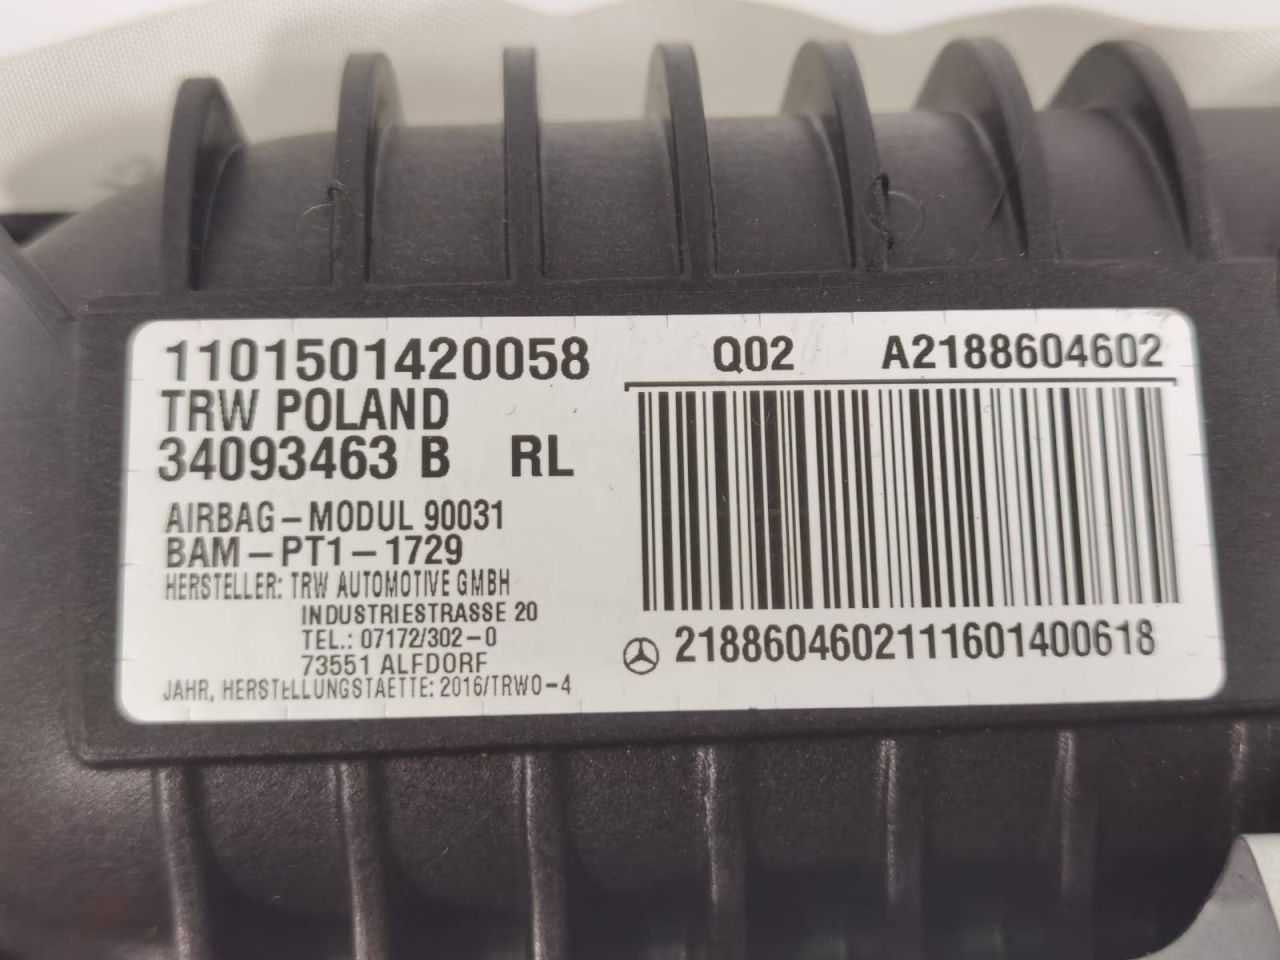 1101501420058 Q02 A2188604602
TRW POLAND
34093463 B RL
AIRBAG-MODUL 90031
BAM-PT1-1729
HERSTELLER: TRW AUTOMOTIVE GMBH
INDUSTRIESTRASSE 20
TEL.: 07172/302-0
73551 ALFDORF
JAHR, HERSTELLUNGSTAETTE: 2016/TRWO-4
2188604602111601400618